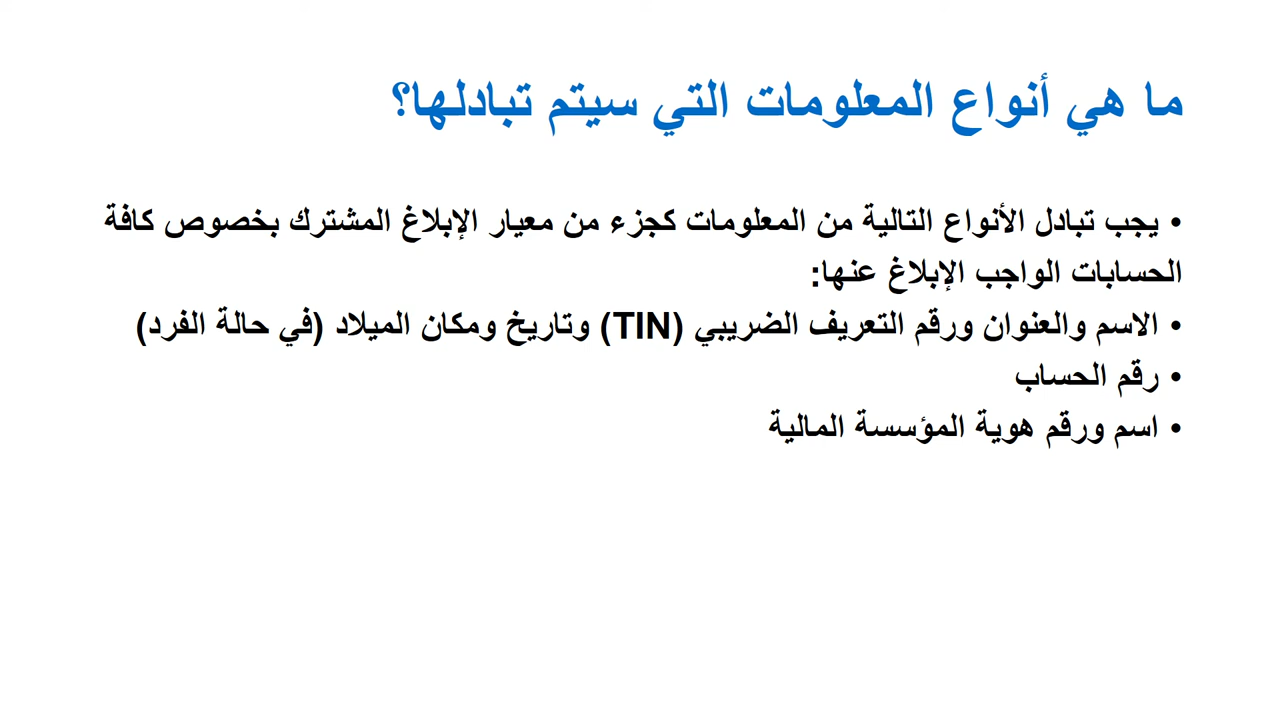 ما هي أنواع المعلومات التي سيتم تبادلها؟
• يجب تبادل الأنواع التالية من المعلومات كجزء من معيار الإبلاغ المشترك بخصوص كافة
الحسابات الواجب الإبلاغ عنها:
• الاسم والعنوان ورقم التعريف الضريبي (TIN) وتاريخ ومكان الميلاد (في حالة الفرد)
• رقم الحساب
• اسم ورقم هوية المؤسسة المالية